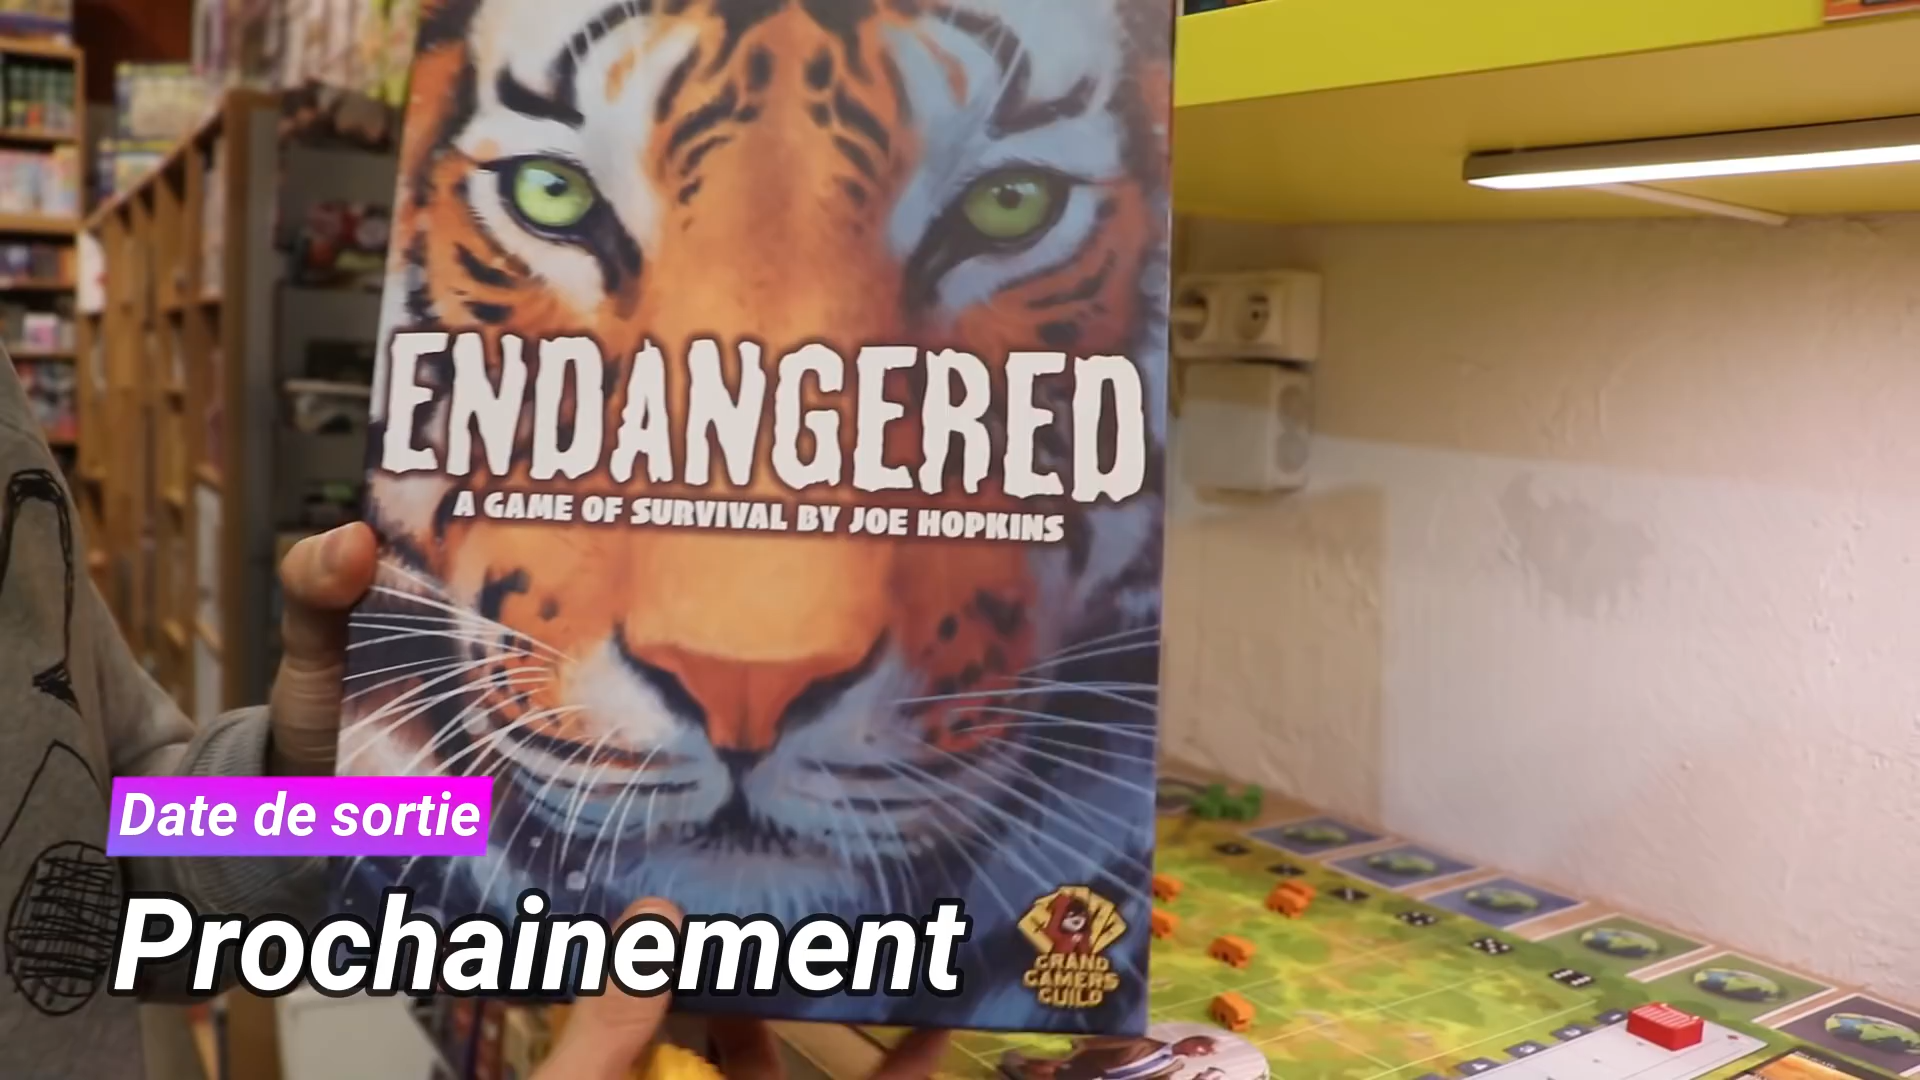 ENDANGERED
A GAME OF SURVIVAL BY JOE HOPKINS
Date de sortie
Prochainement
GRAND
GAMERS
GUILD